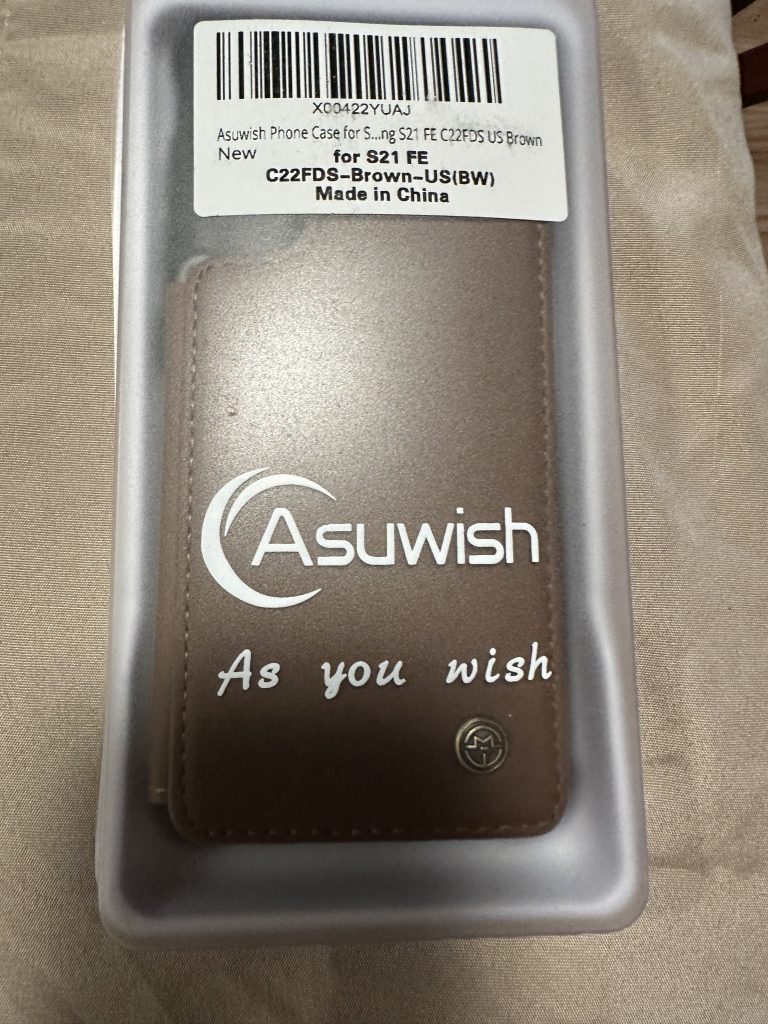 X00422YUAJ
Asuwish Phone Case for S...ng S21 FE C22FDS US Brown
New
for S21 FE
C22FDS-Brown-US(BW)
Made in China
Asuwish
As you wish